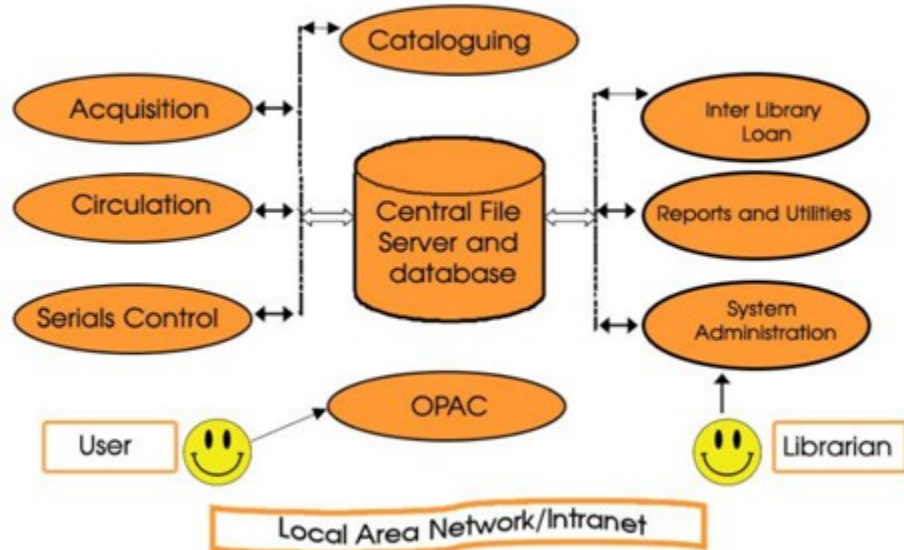 Cataloguing
Acquisition
Inter Library
Loan
Circulation
Central File
Server and
database
Reports and Utilities
Serials Control
System
Administration
OPAC
User
Librarian
Local Area Network/Intranet